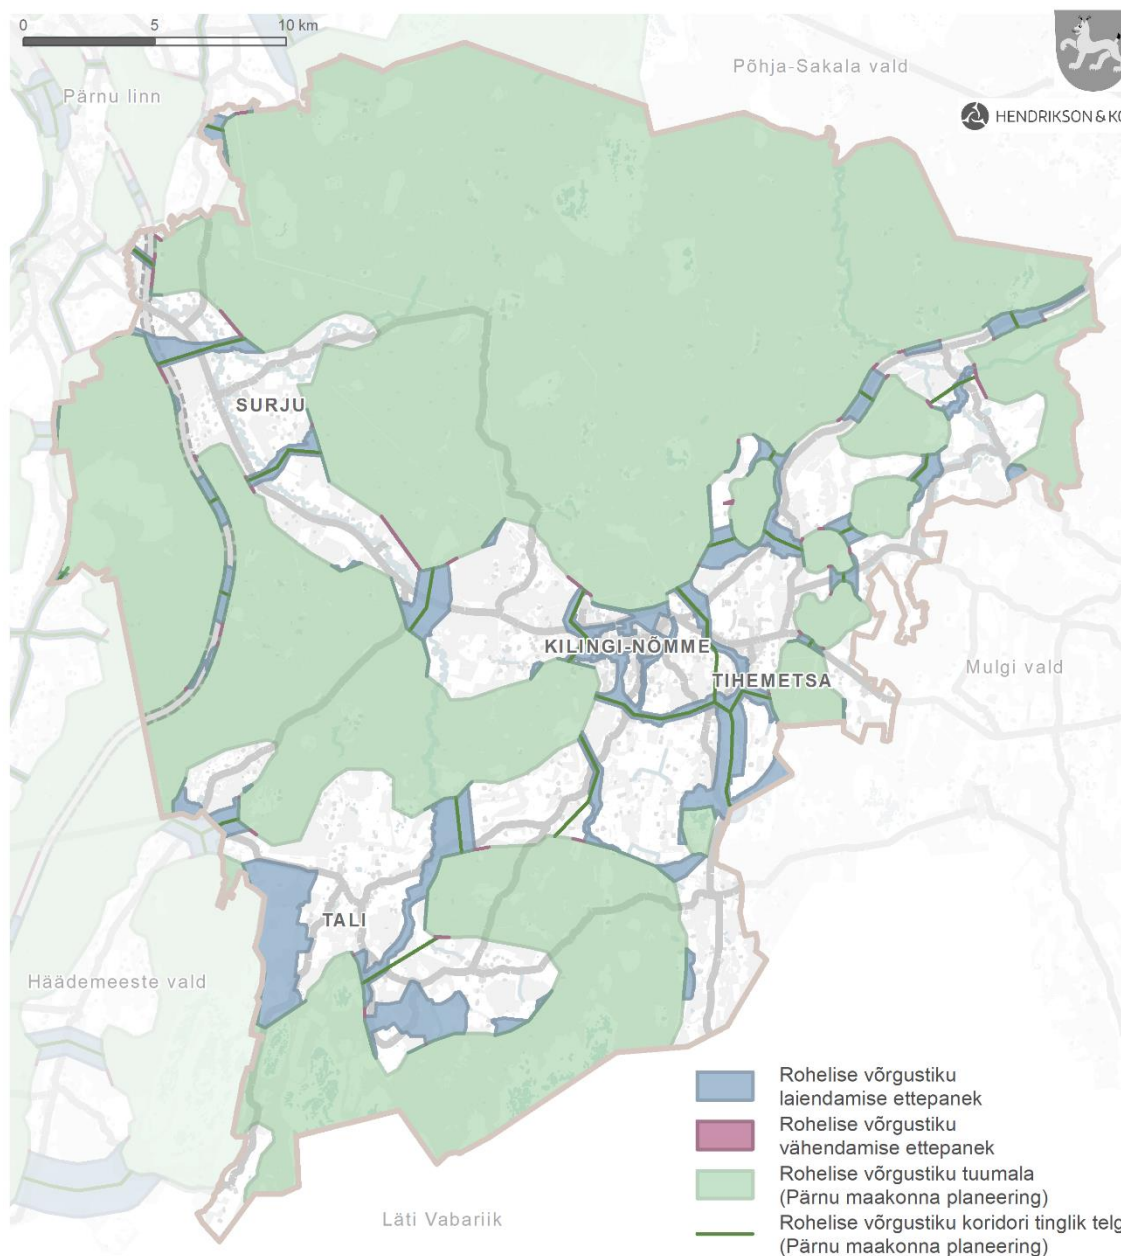 0 5 10 km
Põhja-Sakala vald
Pärnu linn
HENDRIKSON & KO
SURJU
KILINGI-NÕMME
Mulgi vald
TIHEMETSA
TALI
Häädemeeste vald
Rohelise võrgustiku
laiendamise ettepanek
Rohelise võrgustiku
vähendamise ettepanek
Rohelise võrgustiku tuumala
(Pärnu maakonna planeering)
Läti Vabariik
Rohelise võrgustiku koridori tinglik telg
(Pärnu maakonna planeering)